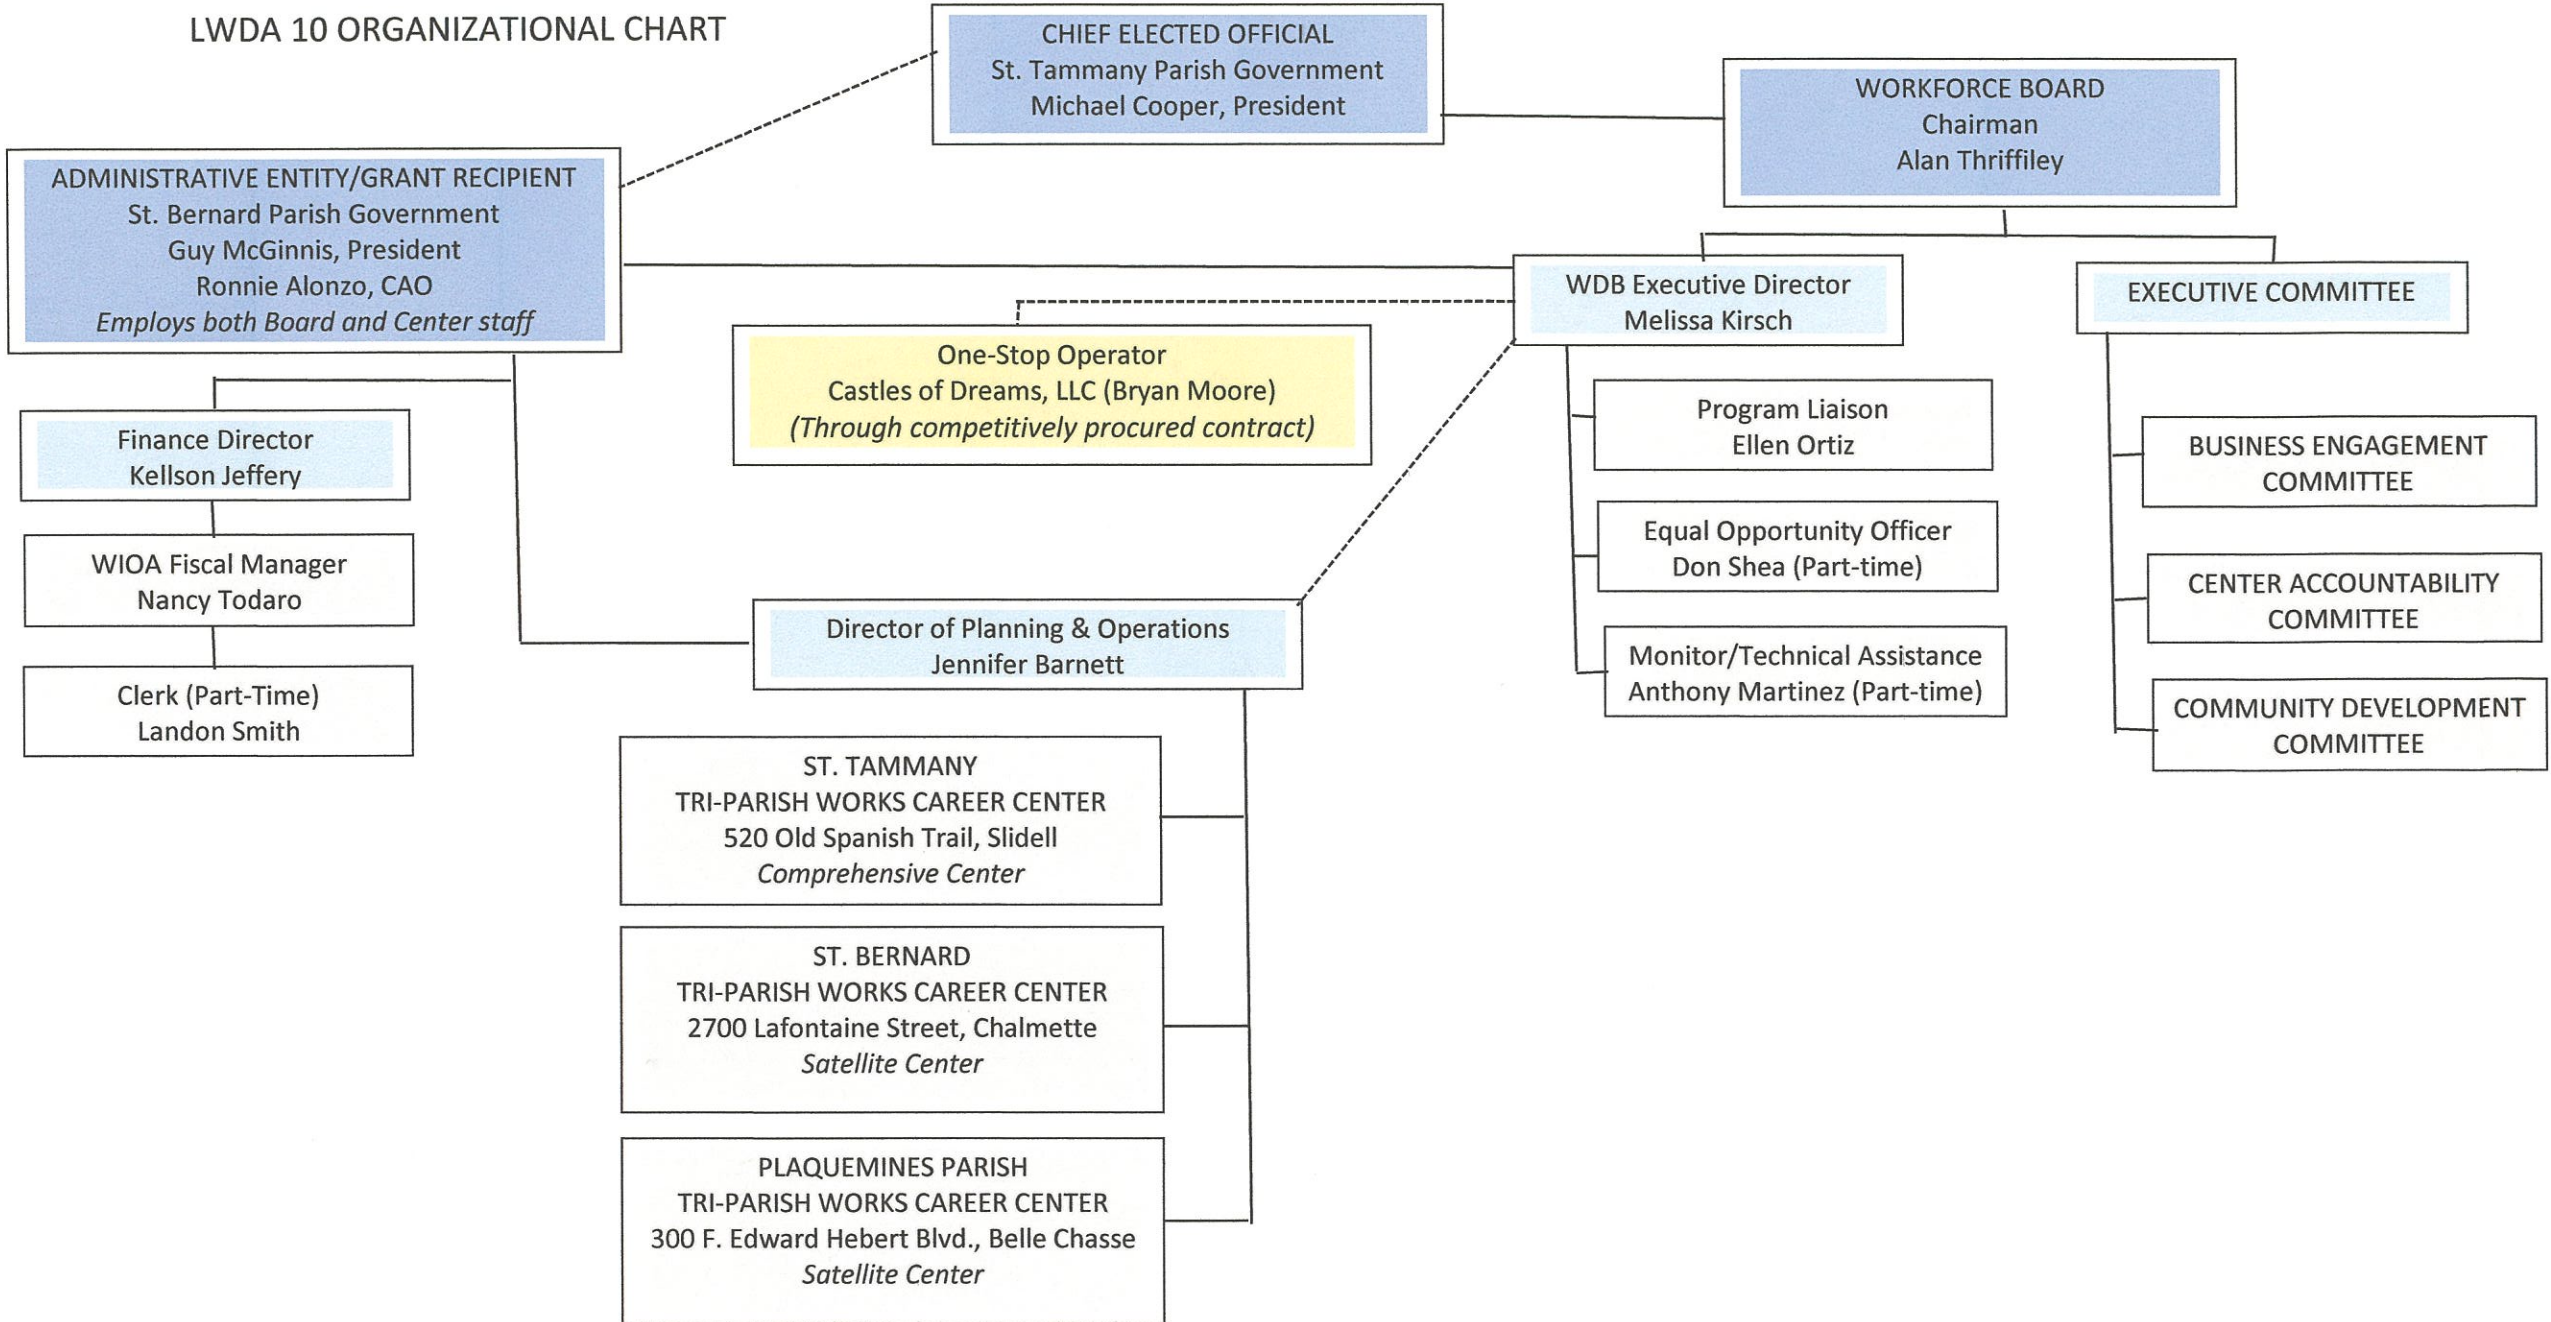 LWDA 10 ORGANIZATIONAL CHART
CHIEF ELECTED OFFICIAL
St. Tammany Parish Government
Michael Cooper, President
WORKFORCE BOARD
Chairman
Alan Thriffiley
ADMINISTRATIVE ENTITY/GRANT RECIPIENT
St. Bernard Parish Government
Guy McGinnis, President
Ronnie Alonzo, CAO
Employs both Board and Center staff
WDB Executive Director
Melissa Kirsch
EXECUTIVE COMMITTEE
One-Stop Operator
Castles of Dreams, LLC (Bryan Moore)
(Through competitively procured contract)
Finance Director
Kellson Jeffery
WIOA Fiscal Manager
Nancy Todaro
Clerk (Part-Time)
Landon Smith
Program Liaison
Ellen Ortiz
Equal Opportunity Officer
Don Shea (Part-time)
Monitor/Technical Assistance
Anthony Martinez (Part-time)
BUSINESS ENGAGEMENT
COMMITTEE
CENTER ACCOUNTABILITY
COMMITTEE
COMMUNITY DEVELOPMENT
COMMITTEE
Director of Planning & Operations
Jennifer Barnett
ST. TAMMANY
TRI-PARISH WORKS CAREER CENTER
520 Old Spanish Trail, Slidell
Comprehensive Center
ST. BERNARD
TRI-PARISH WORKS CAREER CENTER
2700 Lafontaine Street, Chalmette
Satellite Center
PLAQUEMINES PARISH
TRI-PARISH WORKS CAREER CENTER
300 F. Edward Hebert Blvd., Belle Chasse
Satellite Center